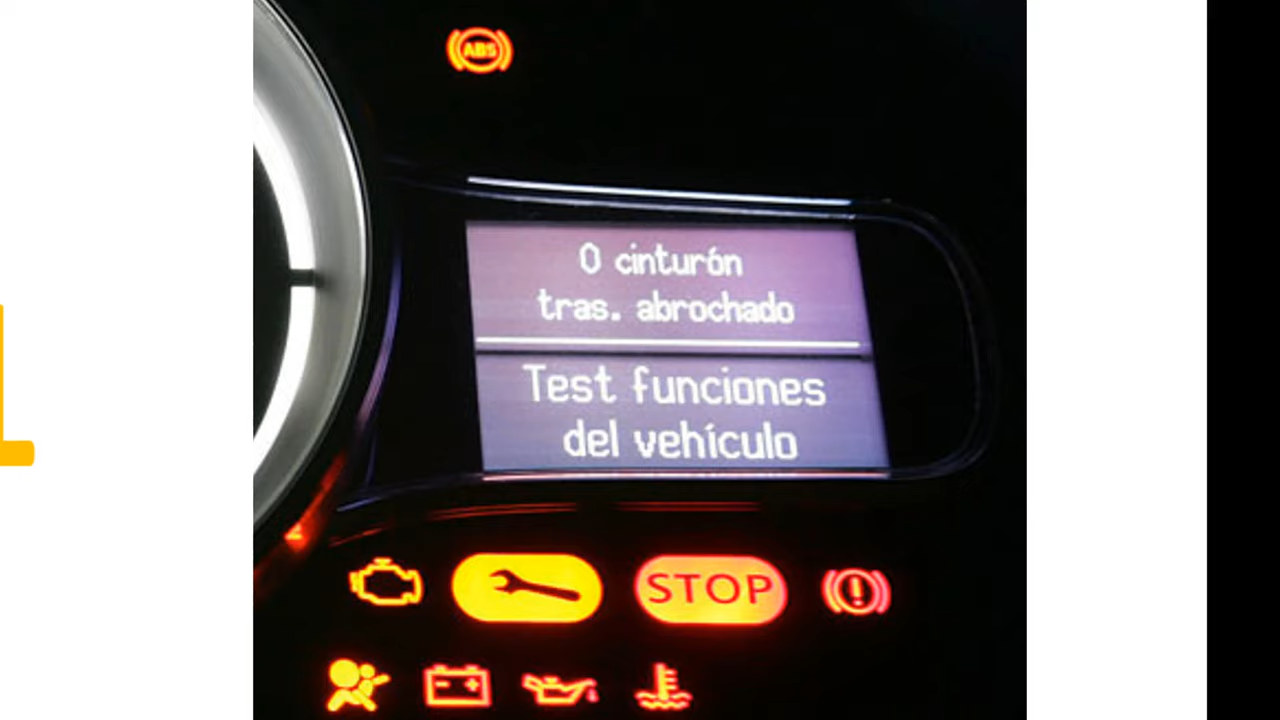 ABS
0 cinturón
tras. abrochado
Test funciones
del vehículo
STOP